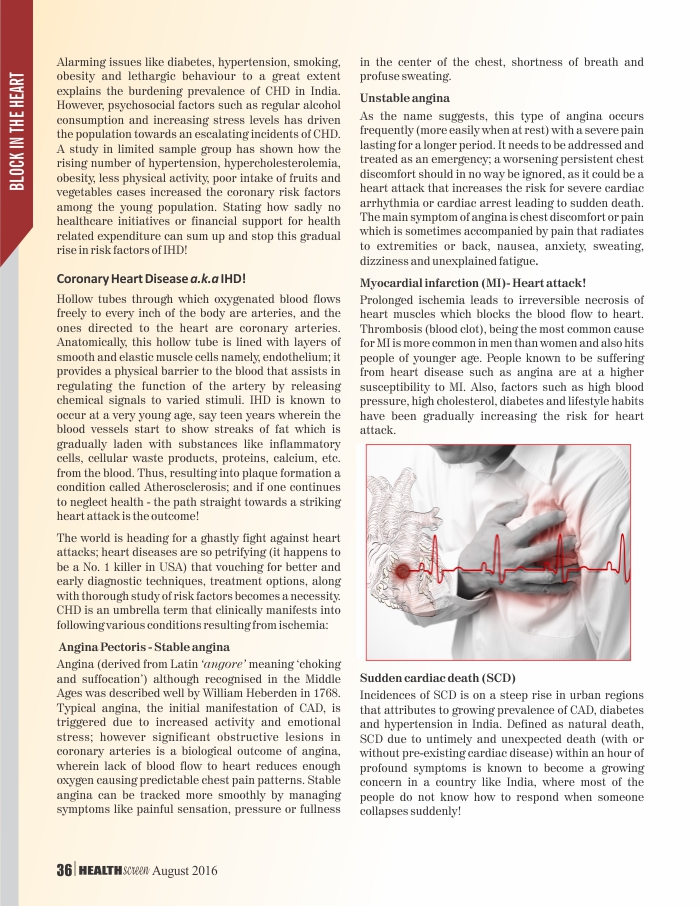 BLOCK IN THE HEART
Alarming issues like diabetes, hypertension, smoking,
obesity and lethargic behaviour to a great extent
explains the burdening prevalence of CHD in India.
However, psychosocial factors such as regular alcohol
consumption and increasing stress levels has driven
the population towards an escalating incidents of CHD.
A study in limited sample group has shown how the
rising number of hypertension, hypercholesterolemia,
obesity, less physical activity, poor intake of fruits and
vegetables cases increased the coronary risk factors
among the young population. Stating how sadly no
healthcare initiatives or financial support for health
related expenditure can sum up and stop this gradual
rise in risk factors of IHD!
Coronary Heart Disease a.k.a IHD!
Hollow tubes through which oxygenated blood flows
freely to every inch of the body are arteries, and the
ones directed to the heart are coronary arteries.
Anatomically, this hollow tube is lined with layers of
smooth and elastic muscle cells namely, endothelium; it
provides a physical barrier to the blood that assists in
regulating the function of the artery by releasing
chemical signals to varied stimuli. IHD is known to
occur at a very young age, say teen years wherein the
blood vessels start to show streaks of fat which is
gradually laden with substances like inflammatory
cells, cellular waste products, proteins, calcium, etc.
from the blood. Thus, resulting into plaque formation a
condition called Atherosclerosis; and if one continues
to neglect health - the path straight towards a striking
heart attack is the outcome!
The world is heading for a ghastly fight against heart
attacks; heart diseases are so petrifying (it happens to
be a No. 1 killer in USA) that vouching for better and
early diagnostic techniques, treatment options, along
with thorough study of risk factors becomes a necessity.
CHD is an umbrella term that clinically manifests into
following various conditions resulting from ischemia:
Angina Pectoris - Stable angina
Angina (derived from Latin 'angore' meaning 'choking
and suffocation') although recognised in the Middle
Ages was described well by William Heberden in 1768.
Typical angina, the initial manifestation of CAD, is
triggered due to increased activity and emotional
stress; however significant obstructive lesions in
coronary arteries is a biological outcome of angina,
wherein lack of blood flow to heart reduces enough
oxygen causing predictable chest pain patterns. Stable
angina can be tracked more smoothly by managing
symptoms like painful sensation, pressure or fullness
in the center of the chest, shortness of breath and
profuse sweating.
Unstable angina
As the name suggests, this type of angina occurs
frequently (more easily when at rest) with a severe pain
lasting for a longer period. It needs to be addressed and
treated as an emergency; a worsening persistent chest
discomfort should in no way be ignored, as it could be a
heart attack that increases the risk for severe cardiac
arrhythmia or cardiac arrest leading to sudden death.
The main symptom of angina is chest discomfort or pain
which is sometimes accompanied by pain that radiates
to extremities or back, nausea, anxiety, sweating,
dizziness and unexplained fatigue.
Myocardial infarction (MI)- Heart attack!
Prolonged ischemia leads to irreversible necrosis of
heart muscles which blocks the blood flow to heart.
Thrombosis (blood clot), being the most common cause
for MI is more common in men than women and also hits
people of younger age. People known to be suffering
from heart disease such as angina are at a higher
susceptibility to MI. Also, factors such as high blood
pressure, high cholesterol, diabetes and lifestyle habits
have been gradually increasing the risk for heart
attack.
Sudden cardiac death (SCD)
Incidences of SCD is on a steep rise in urban regions
that attributes to growing prevalence of CAD, diabetes
and hypertension in India. Defined as natural death,
SCD due to untimely and unexpected death (with or
without pre-existing cardiac disease) within an hour of
profound symptoms is known to become a growing
concern in a country like India, where most of the
people do not know how to respond when someone
collapses suddenly!
36 HEALTH screen August 2016